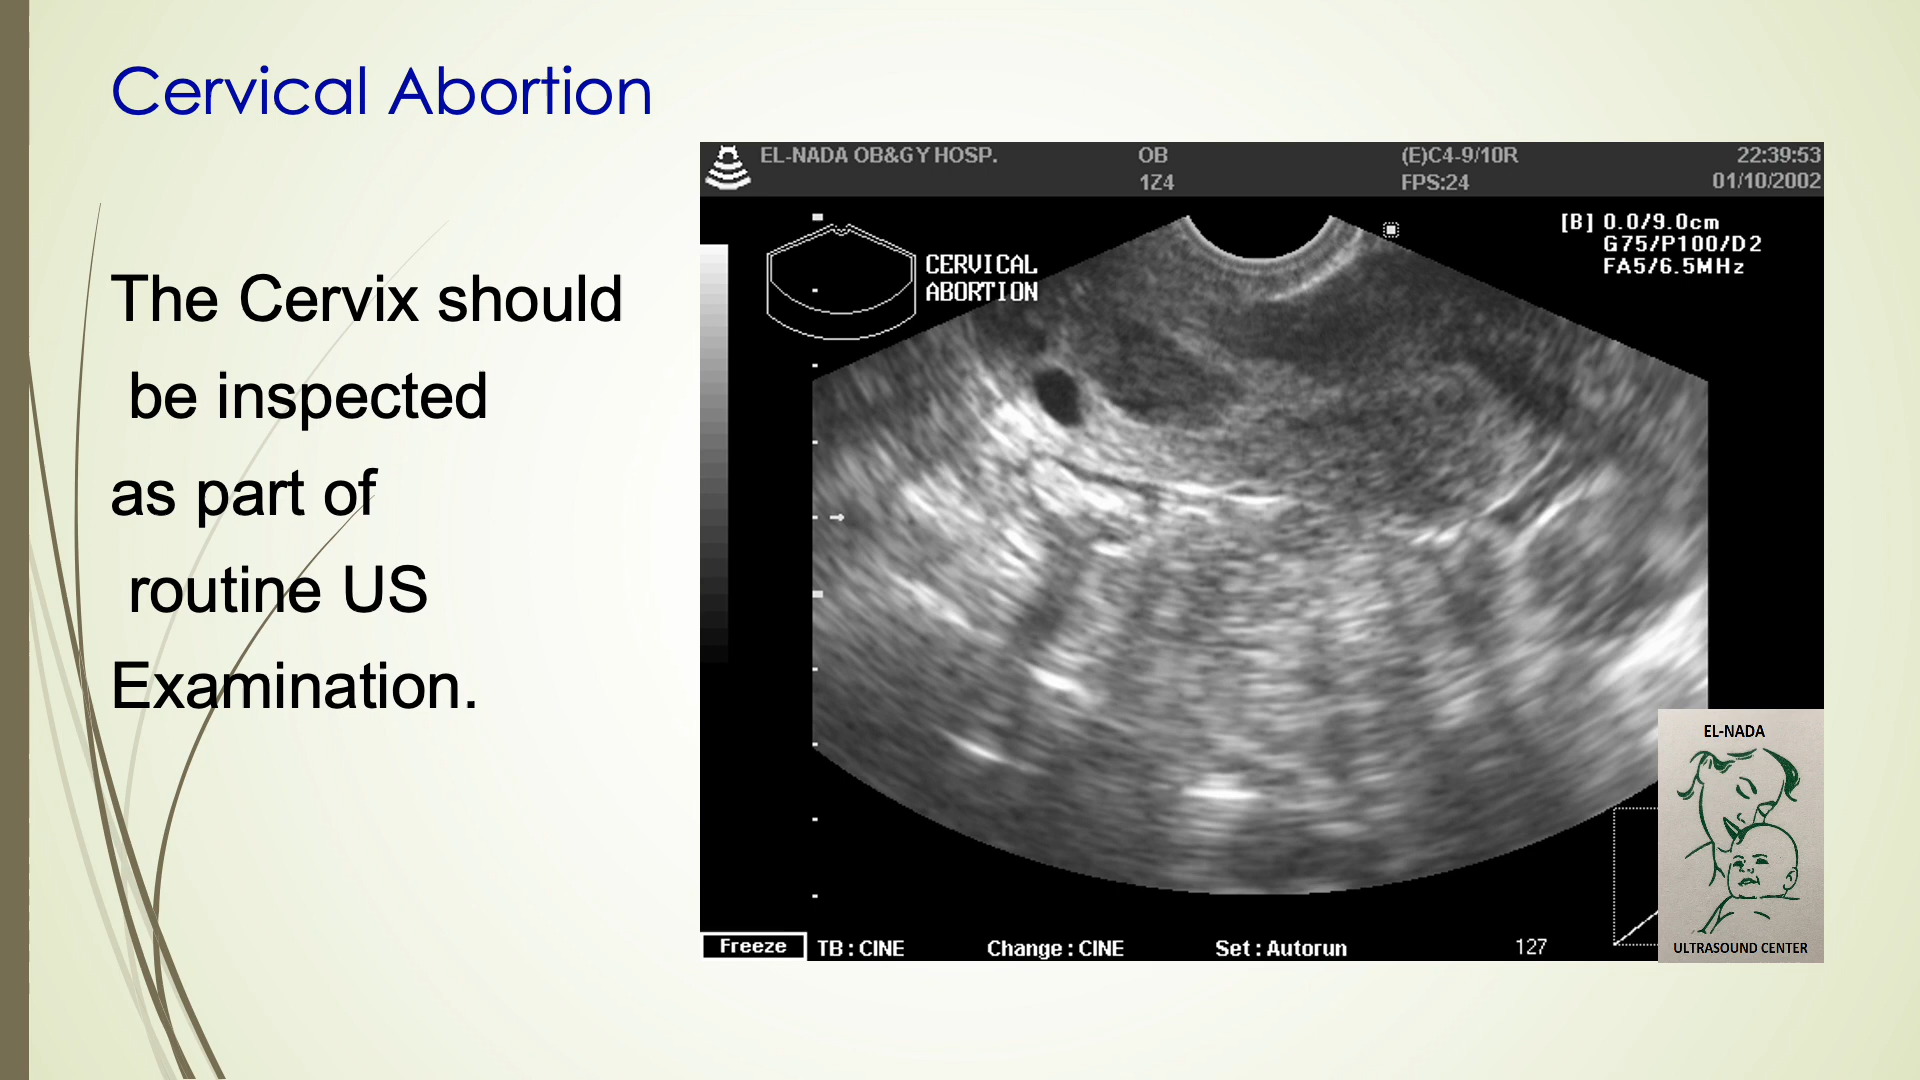 Cervical Abortion
The Cervix should
be inspected
as part of
routine US
Examination.
EL-NADA OB&GY HOSP. OB (E)C4-9/10R 22:39:53
1Z4 FPS:24 01/10/2002
[B] 0.0/9.0cm
G75/P100/D2
FA5/6.5MHz
CERVICAL
ABORTION
EL-NADA
ULTRASOUND CENTER
Freeze TB : CINE Change : CINE Set : Autorun 127